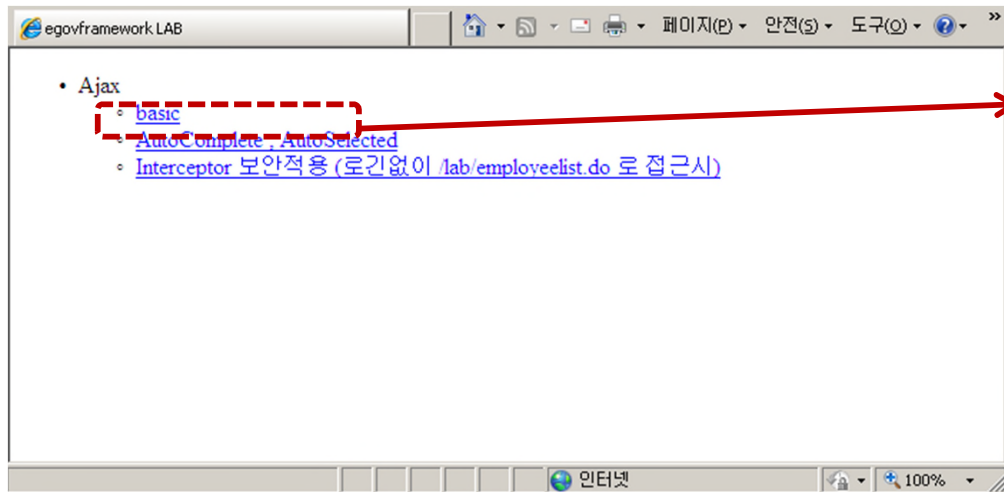 egovframework LAB
페이지(P) 안전(S) 도구(O)
Ajax
basic
AutoComplete , AutoSelected
Interceptor 보안적용 (로긴없이 /lab/employeelist.do 로 접근시)
인터넷 100%